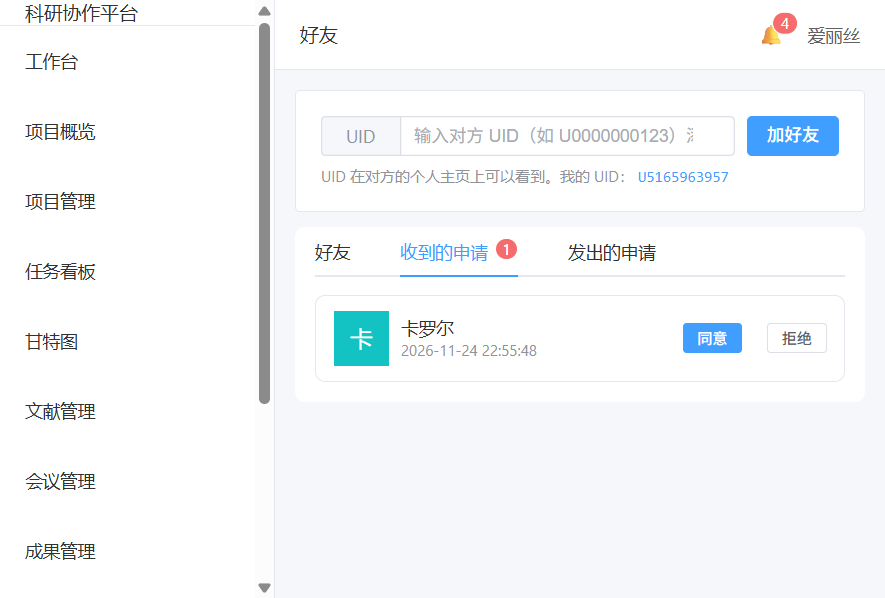 科研协作平台
工作台
项目概览
项目管理
任务看板
甘特图
文献管理
会议管理
成果管理
好友
4
爱丽丝
UID
输入对方 UID（如 U0000000123）
加好友
UID 在对方的个人主页上可以看到。我的 UID： U5165963957
好友
收到的申请 1
发出的申请
卡
卡罗尔
2026-11-24 22:55:48
同意
拒绝